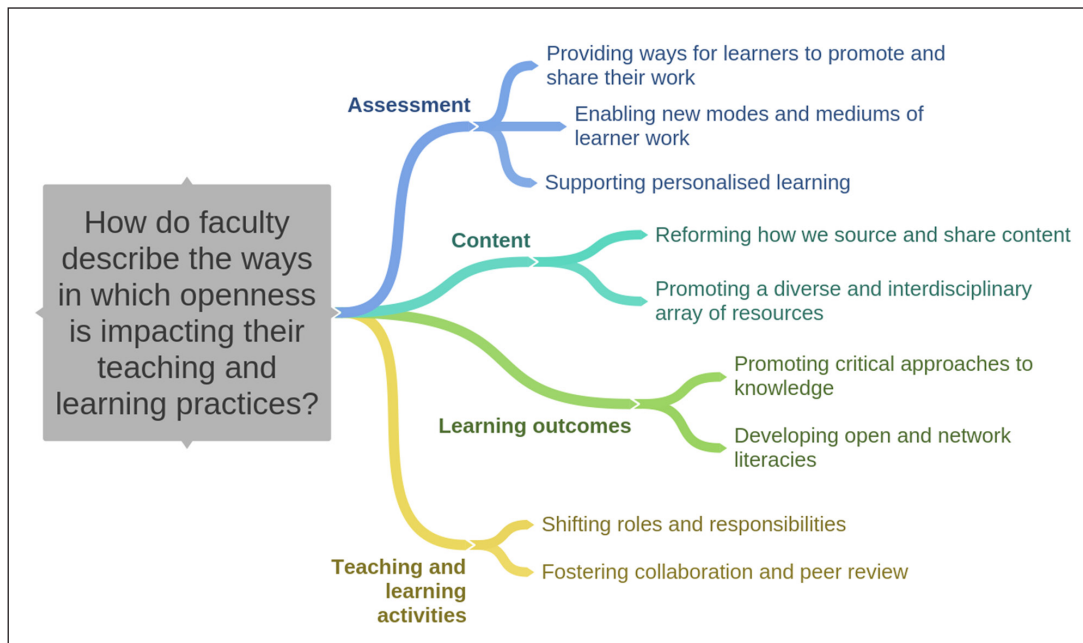 How do faculty
describe the ways
in which openness
is impacting their
teaching and
learning practices?
Assessment
Providing ways for learners to promote and
share their work
Enabling new modes and mediums of
learner work
Supporting personalised learning
Content
Reforming how we source and share content
Promoting a diverse and interdisciplinary
array of resources
Learning outcomes
Promoting critical approaches to
knowledge
Developing open and network
literacies
Teaching and
learning
activities
Shifting roles and responsibilities
Fostering collaboration and peer review